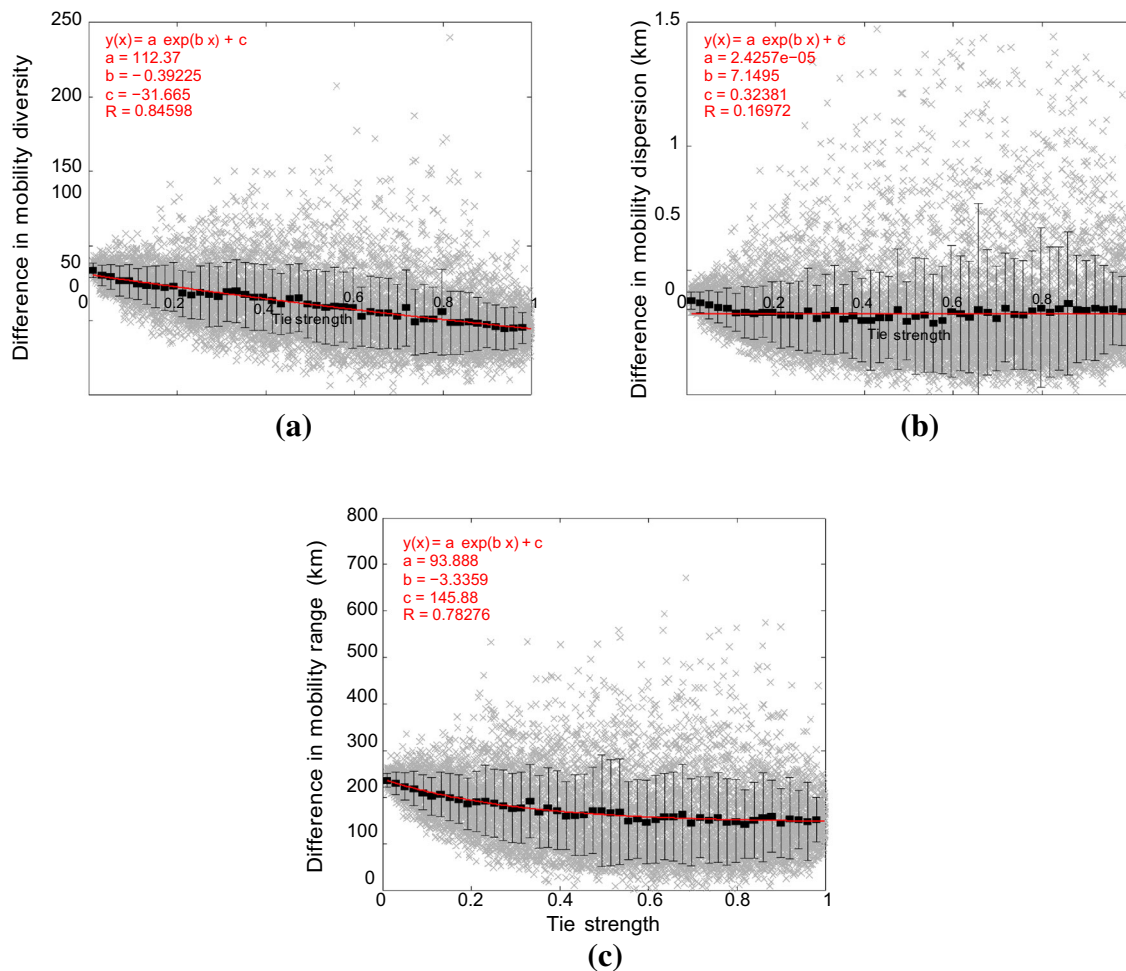 250
200
150
100
50
0
Difference in mobility diversity
y(x) = a exp(b x) + c
a = 112.37
b = −0.39225
c = −31.665
R = 0.84598
0 0.2 0.4 0.6 0.8 1
Tie strength
(a)
1.5
1
0.5
0
Difference in mobility dispersion (km)
y(x) = a exp(b x) + c
a = 2.4257e−05
b = 7.1495
c = 0.32381
R = 0.16972
0 0.2 0.4 0.6 0.8
Tie strength
(b)
800
700
600
500
400
300
200
100
0
Difference in mobility range (km)
y(x) = a exp(b x) + c
a = 93.888
b = −3.3359
c = 145.88
R = 0.78276
0 0.2 0.4 0.6 0.8 1
Tie strength
(c)